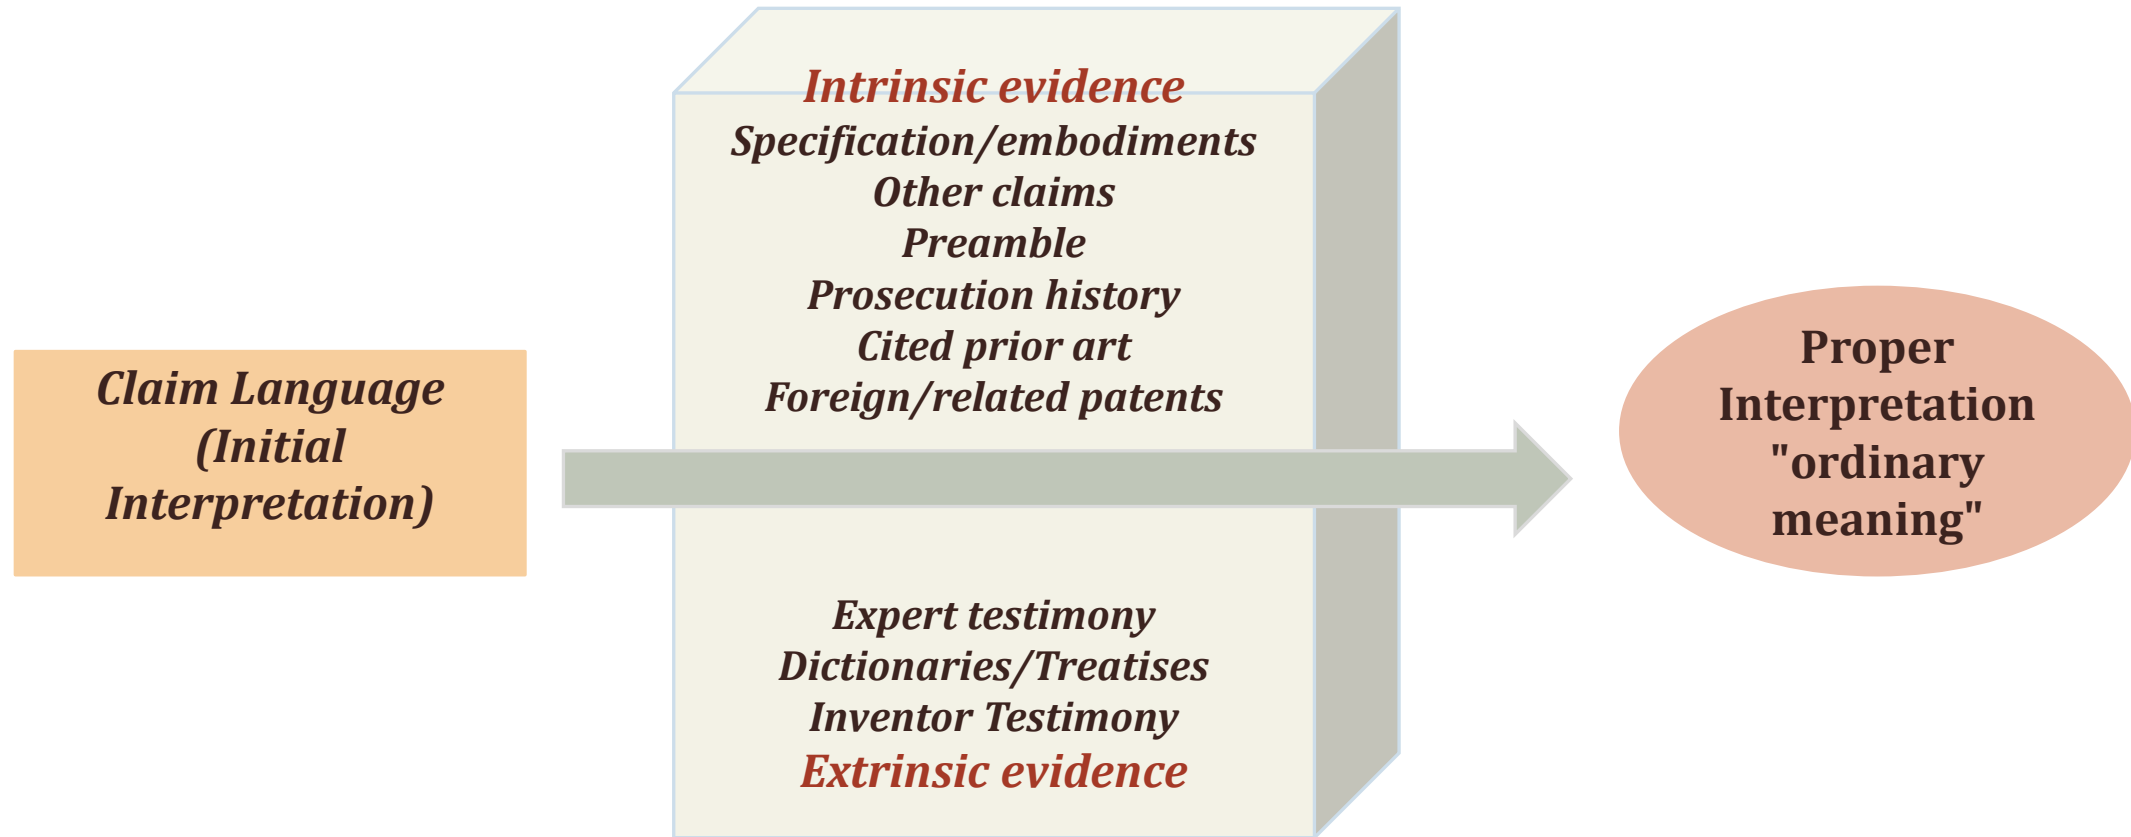 Claim Language
(Initial
Interpretation)
Intrinsic evidence
Specification/embodiments
Other claims
Preamble
Prosecution history
Cited prior art
Foreign/related patents
Expert testimony
Dictionaries/Treatises
Inventor Testimony
Extrinsic evidence
Proper
Interpretation
"ordinary
meaning"